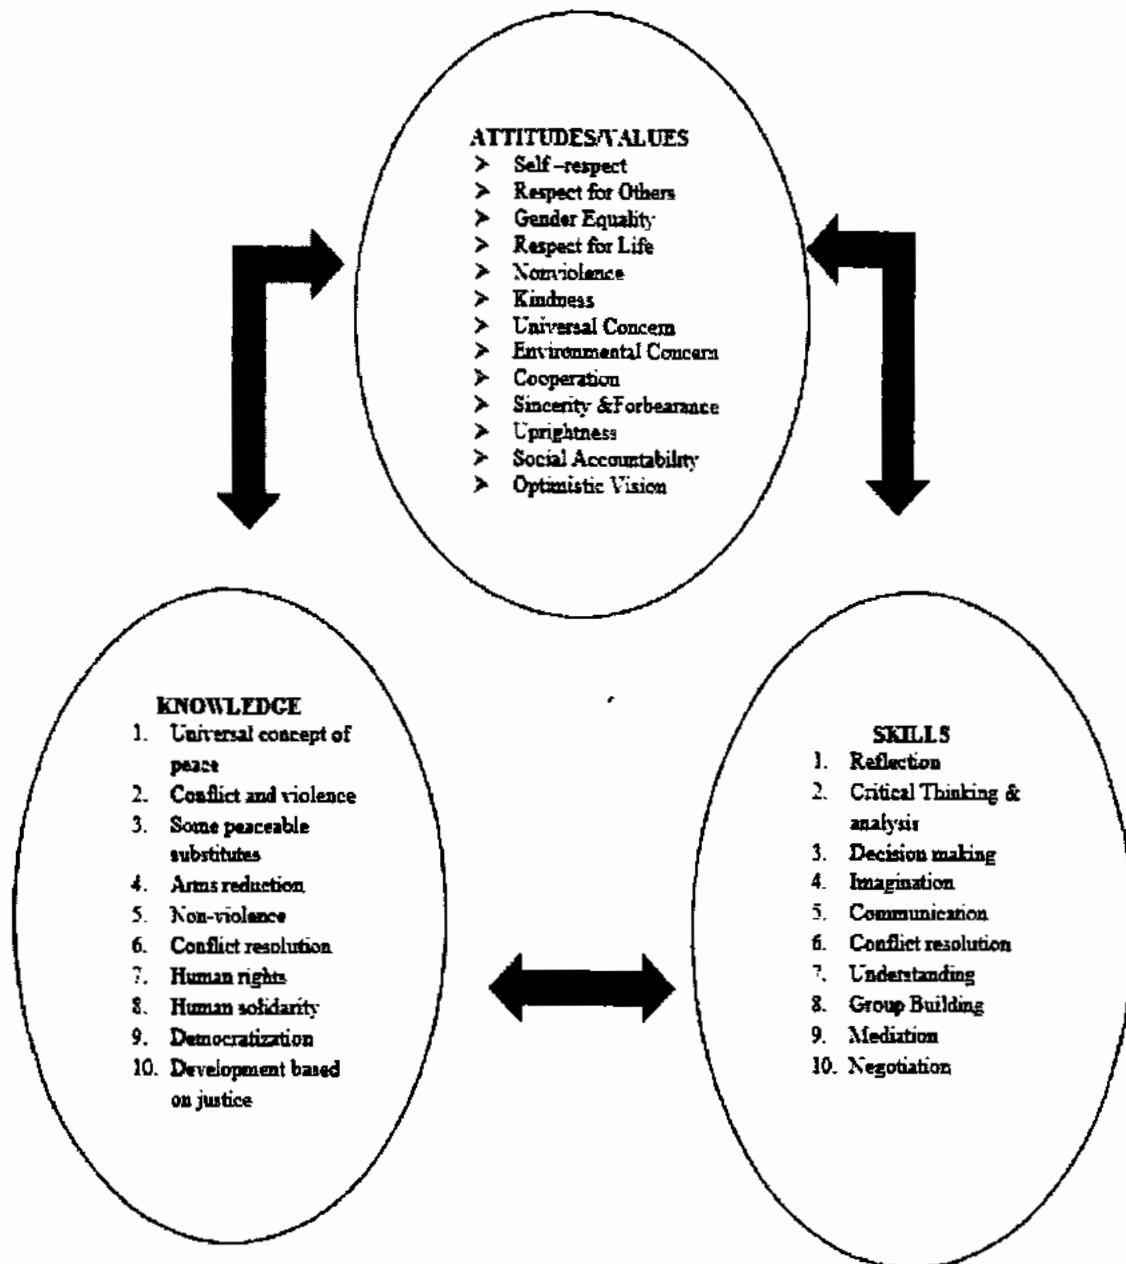 ATTITUDES/VALUES
➤ Self –respect
➤ Respect for Others
➤ Gender Equality
➤ Respect for Life
➤ Nonviolence
➤ Kindness
➤ Universal Concern
➤ Environmental Concern
➤ Cooperation
➤ Sincerity &Forbearance
➤ Uprightness
➤ Social Accountability
➤ Optimistic Vision
KNOWLEDGE
1. Universal concept of
peace
2. Conflict and violence
3. Some peaceable
substitutes
4. Arms reduction
5. Non-violence
6. Conflict resolution
7. Human rights
8. Human solidarity
9. Democratization
10. Development based
on justice
SKILLS
1. Reflection
2. Critical Thinking &
analysis
3. Decision making
4. Imagination
5. Communication
6. Conflict resolution
7. Understanding
8. Group Building
9. Mediation
10. Negotiation